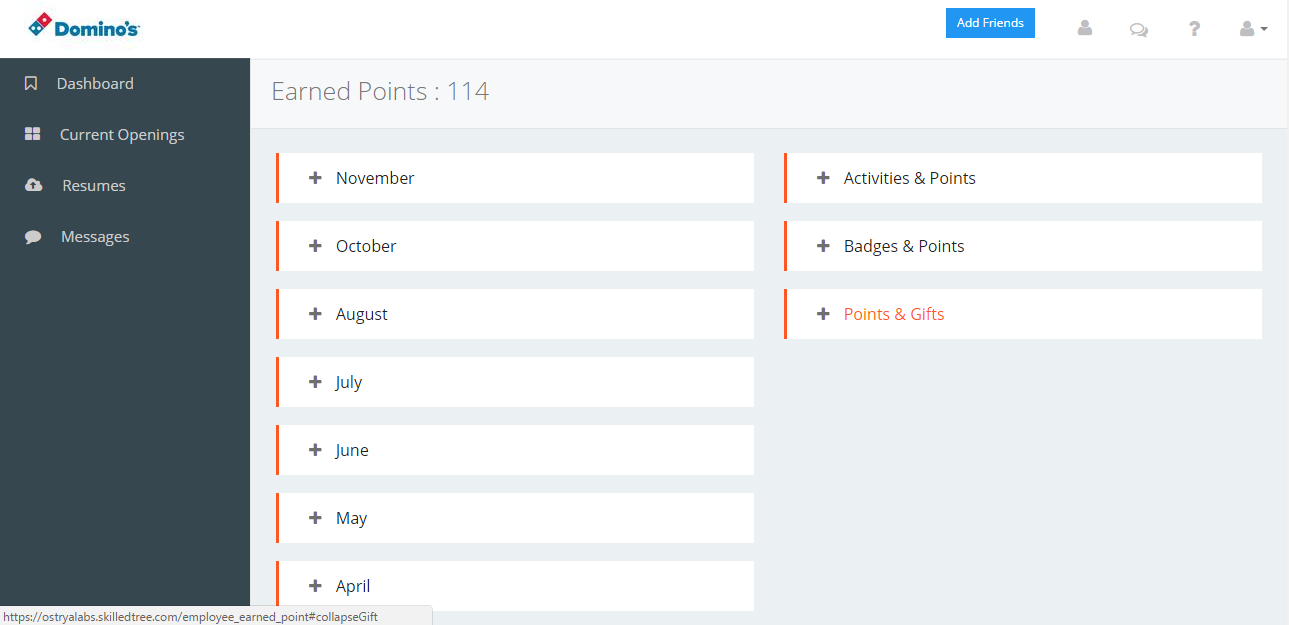 Domino's
Add Friends
?
Dashboard
Current Openings
Resumes
Messages
Earned Points : 114
+ November
+ October
+ August
+ July
+ June
+ May
+ April
+ Activities & Points
+ Badges & Points
+ Points & Gifts
https://ostryalabs.skilledtree.com/employee_earned_point#collapseGift